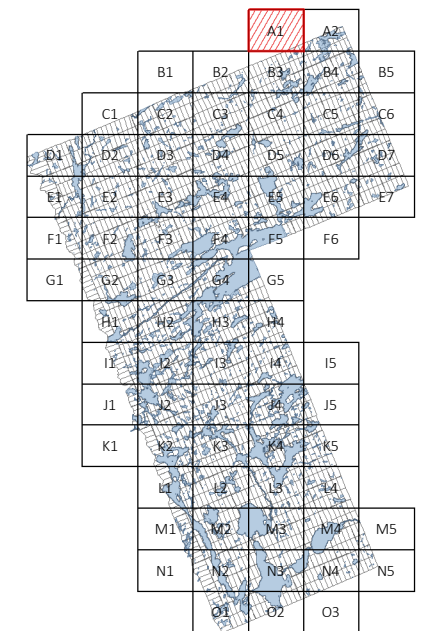 A1 A2
B1 B2 B3 B4 B5
C1 C2 C3 C4 C5 C6
D1 D2 D3 D4 D5 D6 D7
E1 E2 E3 E4 E5 E6 E7
F1 F2 F3 F4 F5 F6
G1 G2 G3 G4 G5
H1 H2 H3 H4
I1 I2 I3 I4 I5
J1 J2 J3 J4 J5
K1 K2 K3 K4 K5
L1 L2 L3 L4
M1 M2 M3 M4 M5
N1 N2 N3 N4 N5
O1 O2 O3